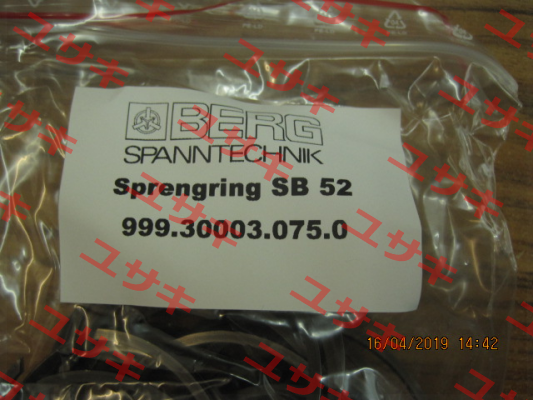 BERG
SPANNTECHNIK
Sprengring SB 52
999.30003.075.0
16/04/2019 14:42
ユサキ